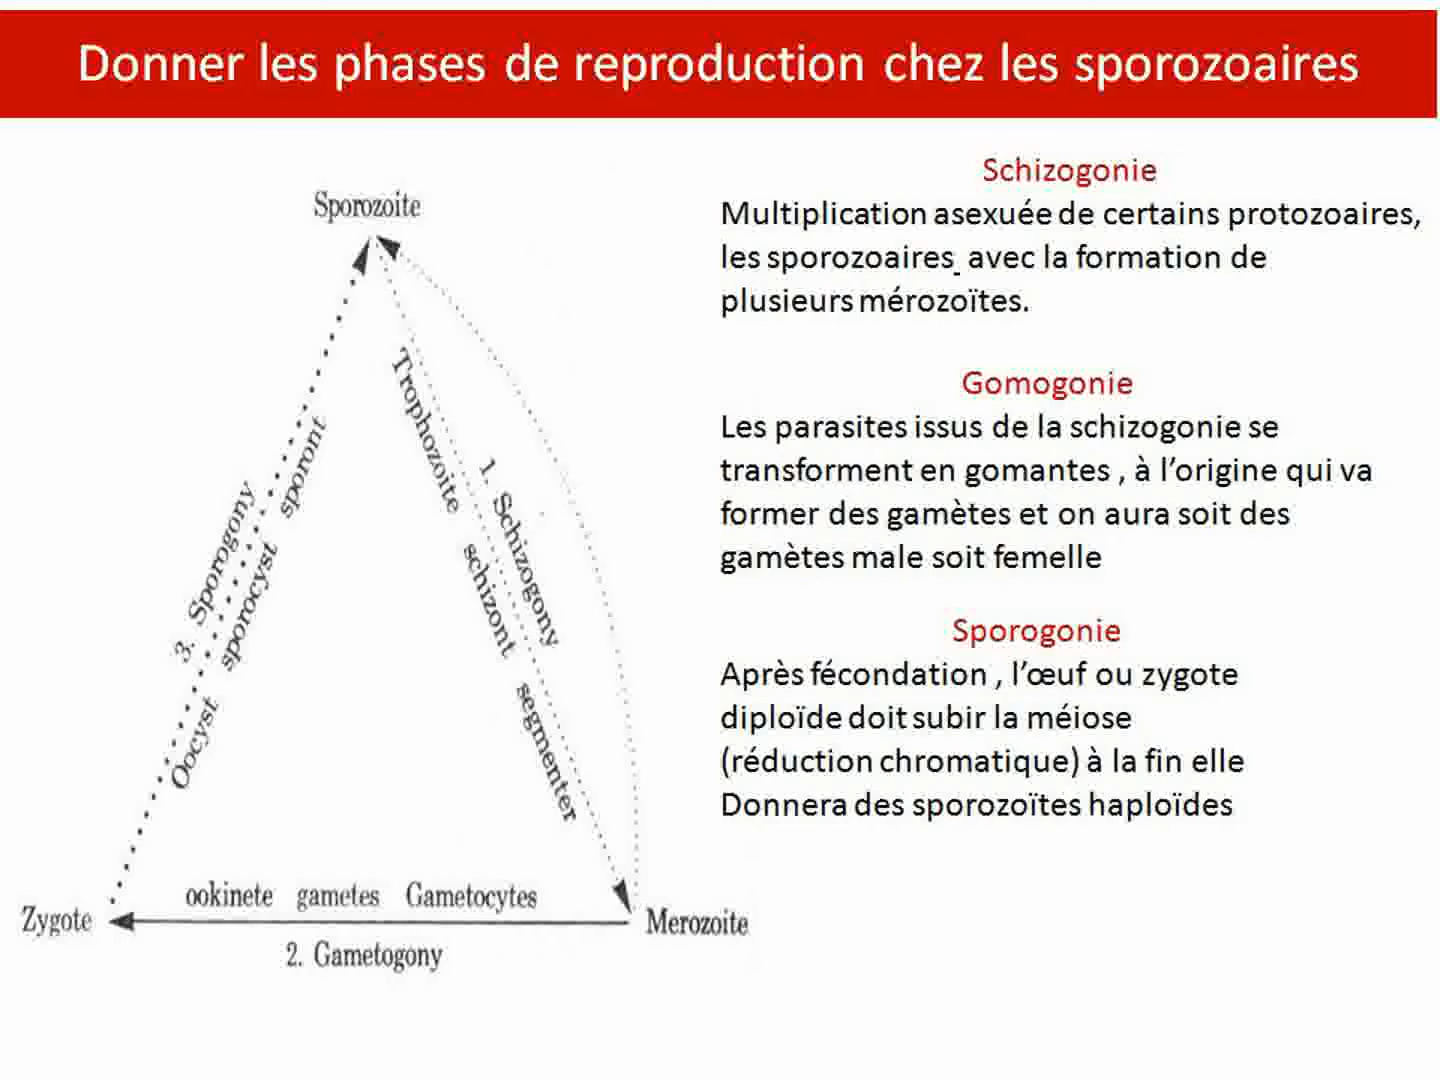 Donner les phases de reproduction chez les sporozoaires
Sporozoite
Trophozoite schizont segmenter
1. Schizogony
3. Sporogony
Oocyst sporocyst sporont
ookinete gametes Gametocytes
Zygote
Merozoite
2. Gametogony
Schizogonie
Multiplication asexuée de certains protozoaires,
les sporozoaires avec la formation de
plusieurs mérozoïtes.
Gomogonie
Les parasites issus de la schizogonie se
transforment en gomantes , à l’origine qui va
former des gamètes et on aura soit des
gamètes male soit femelle
Sporogonie
Après fécondation , l’œuf ou zygote
diploïde doit subir la méiose
(réduction chromatique) à la fin elle
Donnera des sporozoïtes haploïdes